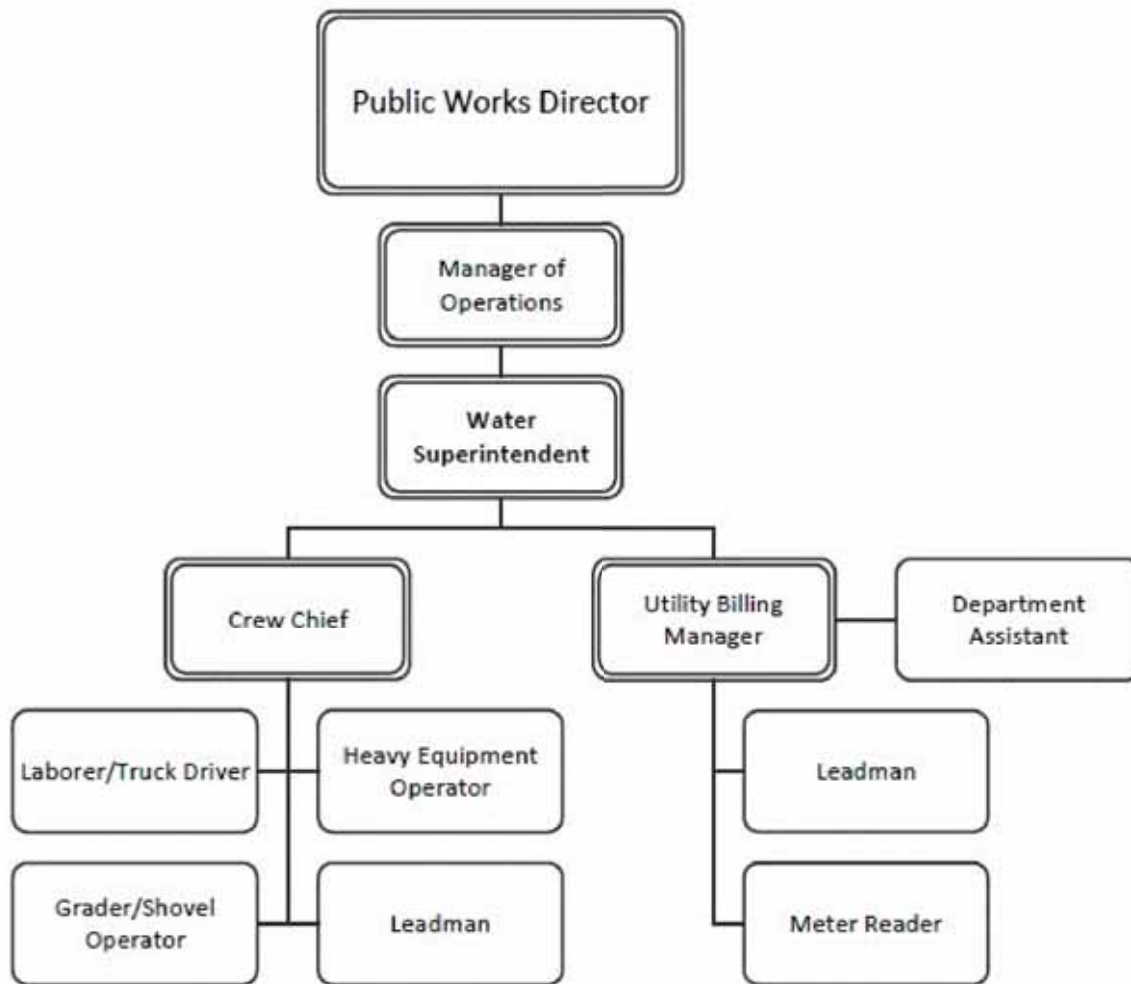 Public Works Director
Manager of
Operations
Water
Superintendent
Crew Chief
Utility Billing
Manager
Department
Assistant
Laborer/Truck Driver
Heavy Equipment
Operator
Leadman
Grader/Shovel
Operator
Leadman
Meter Reader